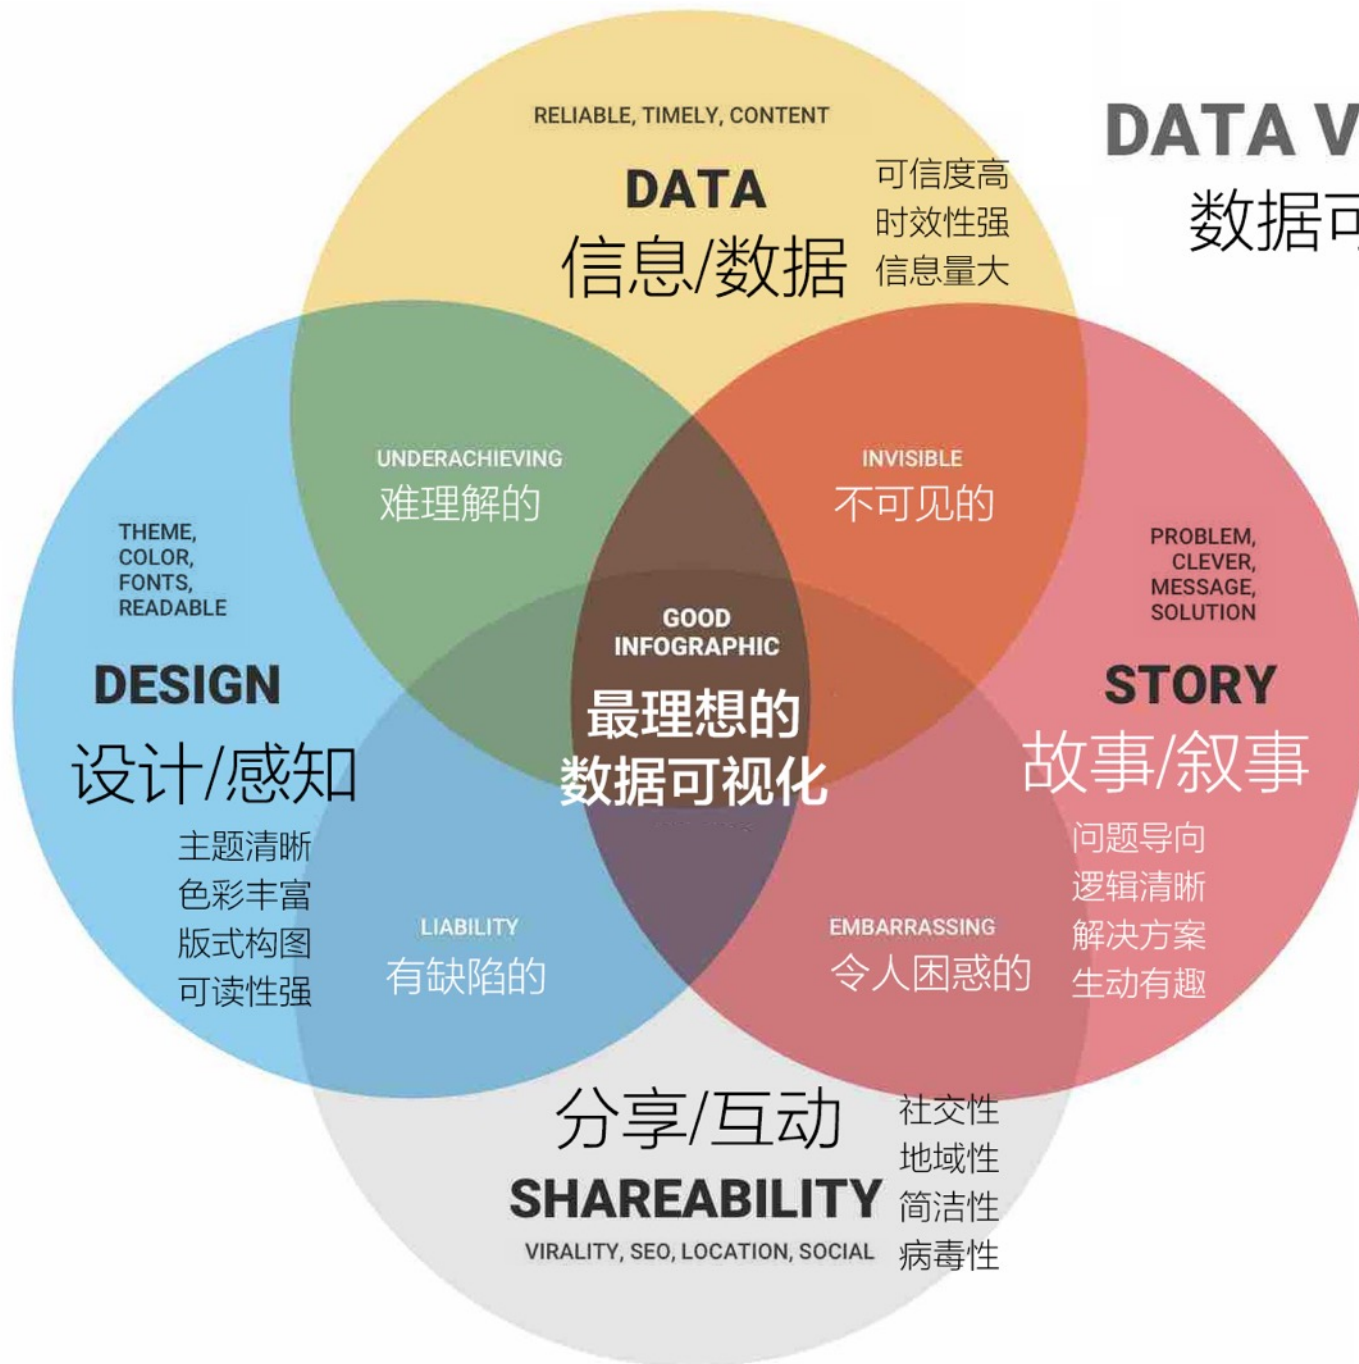 RELIABLE, TIMELY, CONTENT
DATA
信息/数据
可信度高
时效性强
信息量大
DATA V
数据可
UNDERACHIEVING
难理解的
INVISIBLE
不可见的
THEME,
COLOR,
FONTS,
READABLE
DESIGN
设计/感知
主题清晰
色彩丰富
版式构图
可读性强
GOOD
INFOGRAPHIC
最理想的
数据可视化
PROBLEM,
CLEVER,
MESSAGE,
SOLUTION
STORY
故事/叙事
问题导向
逻辑清晰
解决方案
生动有趣
LIABILITY
有缺陷的
EMBARRASSING
令人困惑的
分享/互动
SHAREABILITY
VIRALITY, SEO, LOCATION, SOCIAL
社交性
地域性
简洁性
病毒性